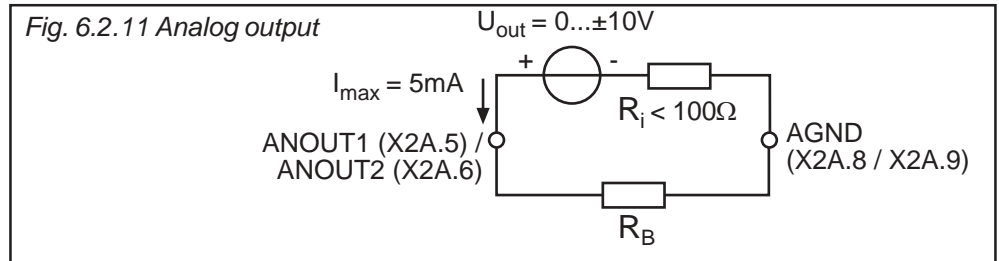 Fig. 6.2.11 Analog output
U_out = 0...±10V
+ -
I_max = 5mA
R_i < 100Ω
ANOUT1 (X2A.5) /
ANOUT2 (X2A.6)
AGND
(X2A.8 / X2A.9)
R_B